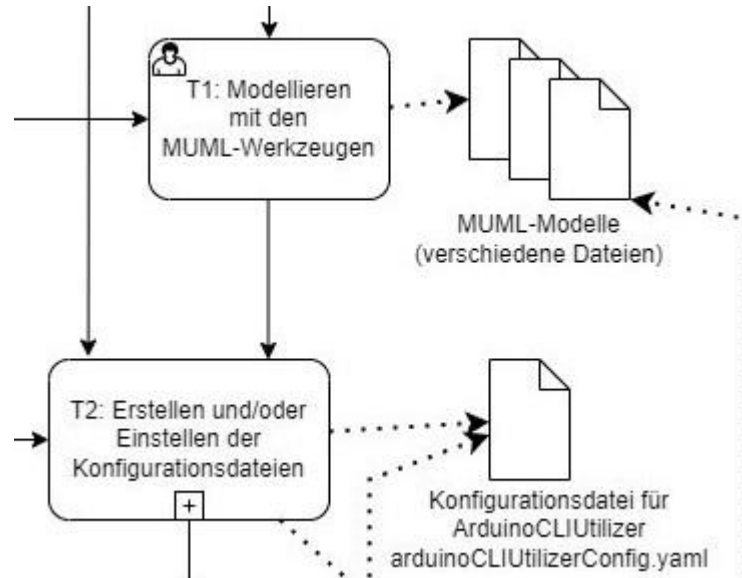 T1: Modellieren
mit den
MUML-Werkzeugen
MUML-Modelle
(verschiedene Dateien)
T2: Erstellen und/oder
Einstellen der
Konfigurationsdateien
+
Konfigurationsdatei für
ArduinoCLIUtilizer
arduinoCLIUtilizerConfig.yaml